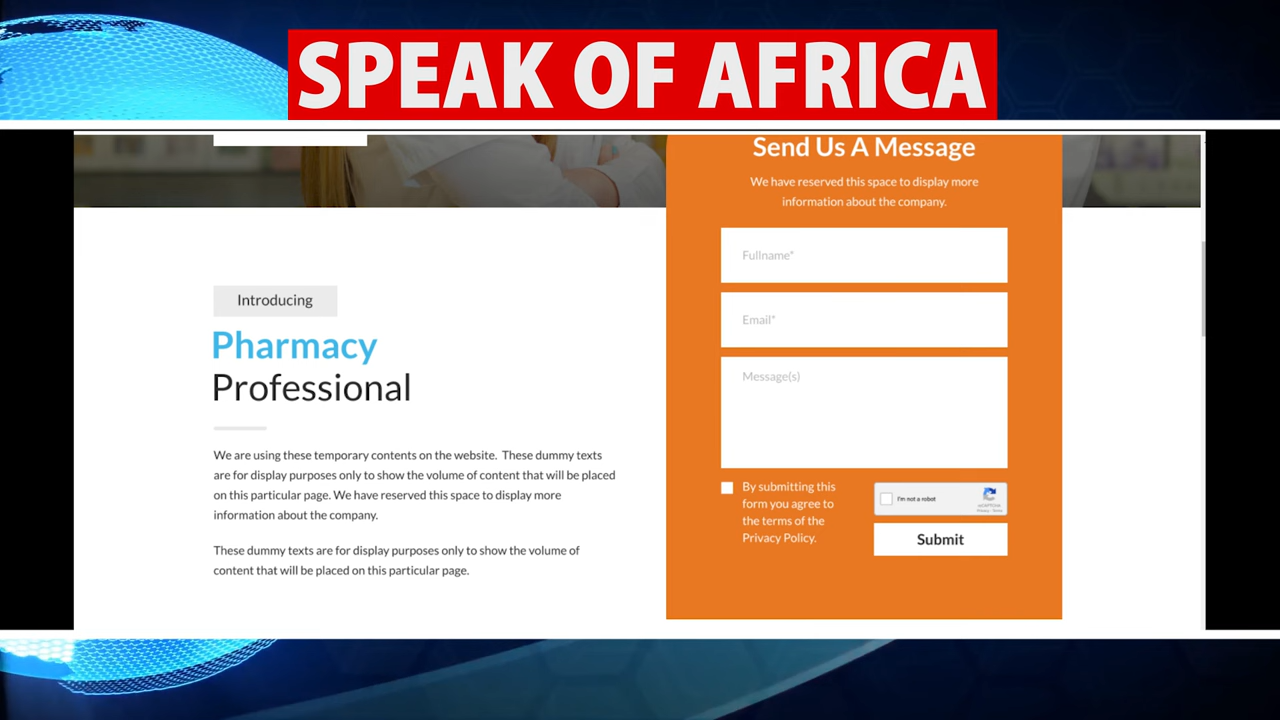 SPEAK OF AFRICA
Send Us A Message
We have reserved this space to display more
information about the company.
Fullname*
Email*
Message(s)
By submitting this
form you agree to
the terms of the
Privacy Policy.
I'm not a robot
reCAPTCHA
Privacy - Terms
Submit
Introducing
Pharmacy
Professional
We are using these temporary contents on the website. These dummy texts
are for display purposes only to show the volume of content that will be placed
on this particular page. We have reserved this space to display more
information about the company.
These dummy texts are for display purposes only to show the volume of
content that will be placed on this particular page.